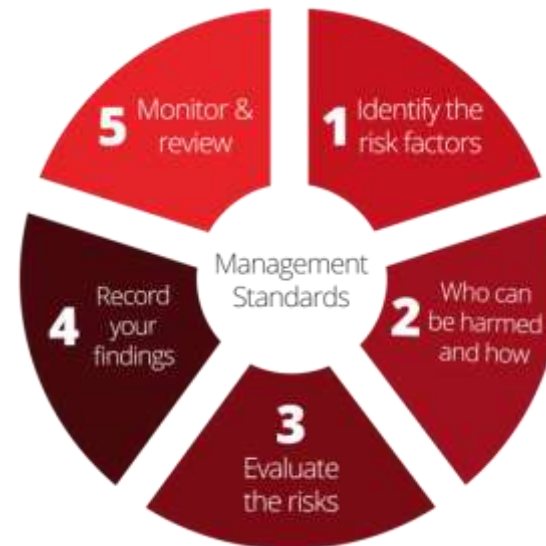 Management
Standards
1 Identify the
risk factors
2 Who can
be harmed
and how
3
Evaluate
the risks
4 Record
your
findings
5 Monitor &
review